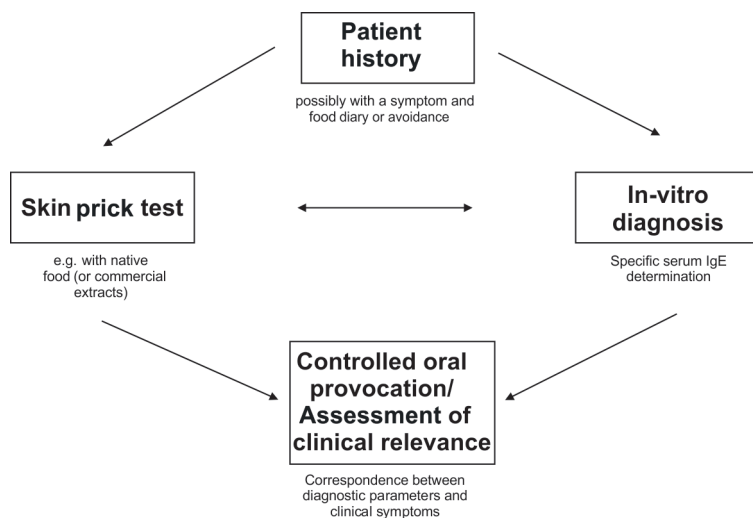 Patient
history
possibly with a symptom and
food diary or avoidance
Skin prick test
e.g. with native
food (or commercial
extracts)
In-vitro
diagnosis
Specific serum IgE
determination
Controlled oral
provocation/
Assessment of
clinical relevance
Correspondence between
diagnostic parameters and
clinical symptoms